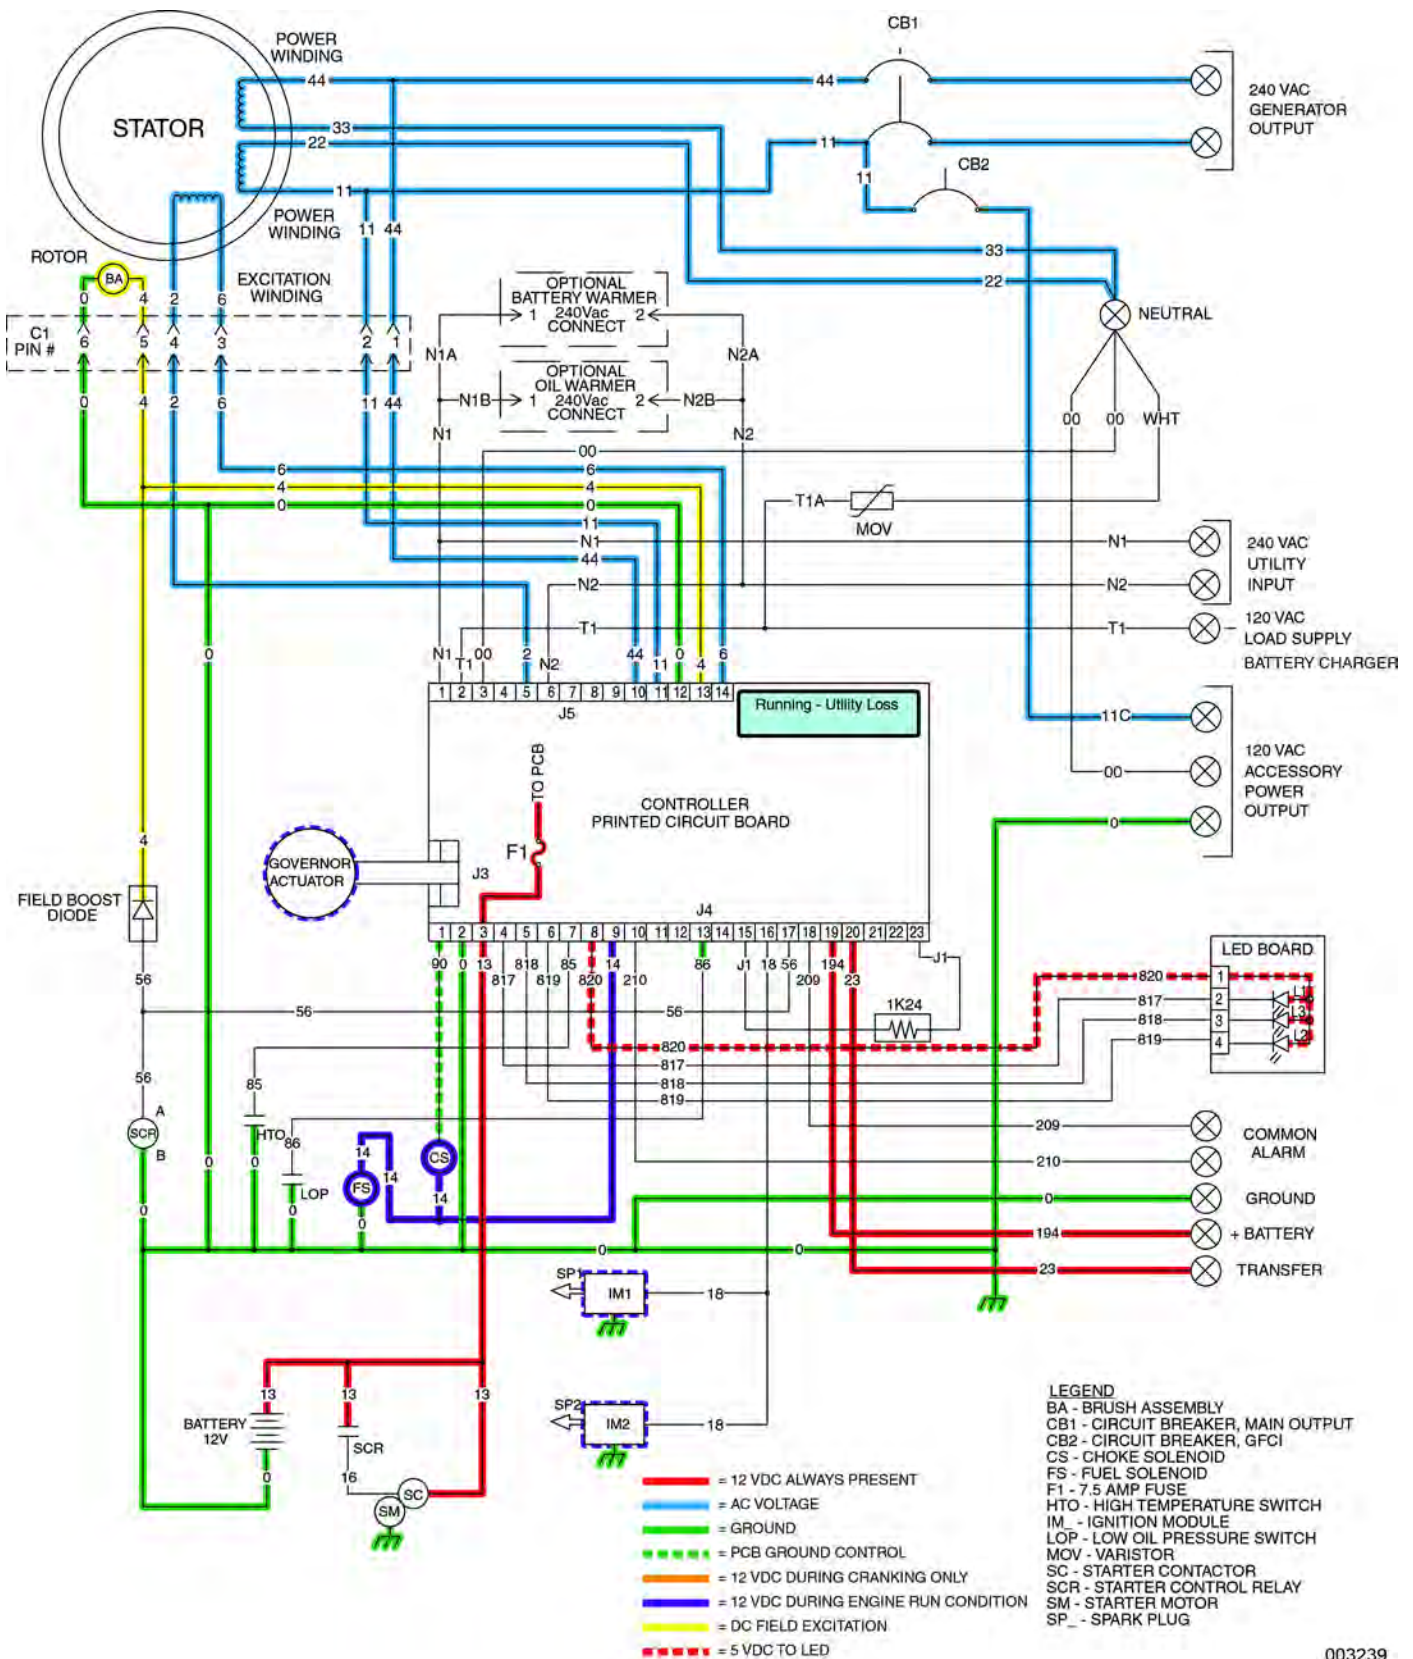 CB1
POWER
WINDING
44
44
240 VAC
GENERATOR
OUTPUT
STATOR
33
22
11
CB2
11
11
POWER
WINDING
11
44
33
22
ROTOR
BA
EXCITATION
WINDING
0
4
2
6
C1
PIN #
6
5
4
3
2
1
OPTIONAL
BATTERY WARMER
1 240Vac 2
CONNECT
NEUTRAL
N1A
N2A
OPTIONAL
OIL WARMER
1 240Vac 2
CONNECT
N1B
N2B
0
4
2
6
11
44
N1
N2
00
00
WHT
00
6
6
4
4
0
0
T1A
MOV
11
N1
N1
44
N2
N2
240 VAC
UTILITY
INPUT
T1
T1
120 VAC
LOAD SUPPLY
BATTERY CHARGER
0
N1
T1
00
2
N2
44
11
0
4
6
1 2 3 4 5 6 7 8 9 10 11 12 13 14
J5
Running - Utility Loss
11C
00
0
120 VAC
ACCESSORY
POWER
OUTPUT
TO PCB
CONTROLLER
PRINTED CIRCUIT BOARD
F1
J3
J4
GOVERNOR
ACTUATOR
4
FIELD BOOST
DIODE
1 2 3 4 5 6 7 8 9 10 11 12 13 14 15 16 17 18 19 20 21 22 23
90
0
13
817
818
819
85
820
14
210
86
J1
18
56
209
194
23
J1
LED BOARD
820
1
817
2
818
3
819
4
L1
L3
L2
56
56
56
1K24
820
817
818
819
56
85
HTO
86
LOP
A
SCR
B
0
0
0
0
14
14
FS
0
CS
14
209
210
COMMON
ALARM
0
GROUND
0
0
194
+ BATTERY
23
TRANSFER
SP1
IM1
18
SP2
IM2
18
13
13
13
BATTERY
12V
0
SCR
16
SC
SM
= 12 VDC ALWAYS PRESENT
= AC VOLTAGE
= GROUND
= PCB GROUND CONTROL
= 12 VDC DURING CRANKING ONLY
= 12 VDC DURING ENGINE RUN CONDITION
= DC FIELD EXCITATION
= 5 VDC TO LED
LEGEND
BA - BRUSH ASSEMBLY
CB1 - CIRCUIT BREAKER, MAIN OUTPUT
CB2 - CIRCUIT BREAKER, GFCI
CS - CHOKE SOLENOID
FS - FUEL SOLENOID
F1 - 7.5 AMP FUSE
HTO - HIGH TEMPERATURE SWITCH
IM_ - IGNITION MODULE
LOP - LOW OIL PRESSURE SWITCH
MOV - VARISTOR
SC - STARTER CONTACTOR
SCR - STARTER CONTROL RELAY
SM - STARTER MOTOR
SP_ - SPARK PLUG
003239